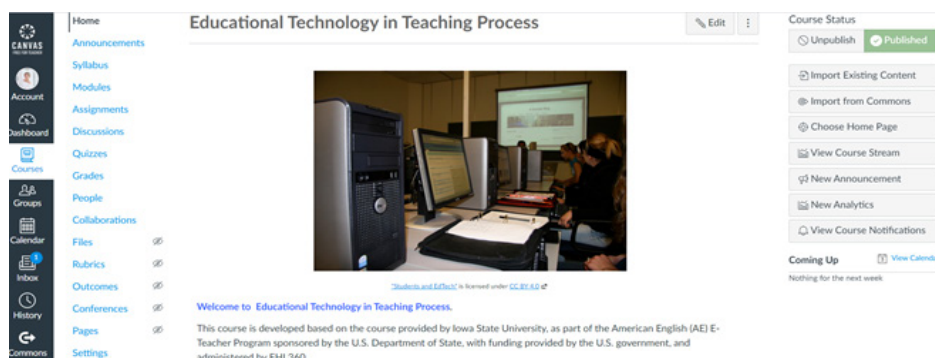 CANVAS
FREE FOR TEACHER
Account
Dashboard
Courses
Groups
Calendar
1
Inbox
History
Commons
Home
Announcements
Syllabus
Modules
Assignments
Discussions
Quizzes
Grades
People
Collaborations
Files
Rubrics
Outcomes
Conferences
Pages
Settings
Educational Technology in Teaching Process
Edit
"Students and EdTech" is licensed under CC BY 4.0
Welcome to Educational Technology in Teaching Process.
This course is developed based on the course provided by Iowa State University, as part of the American English (AE) E-
Teacher Program sponsored by the U.S. Department of State, with funding provided by the U.S. government, and
administered by FHI 360.
Course Status
Unpublish
Published
Import Existing Content
Import from Commons
Choose Home Page
View Course Stream
New Announcement
New Analytics
View Course Notifications
Coming Up
View Calenda
Nothing for the next week